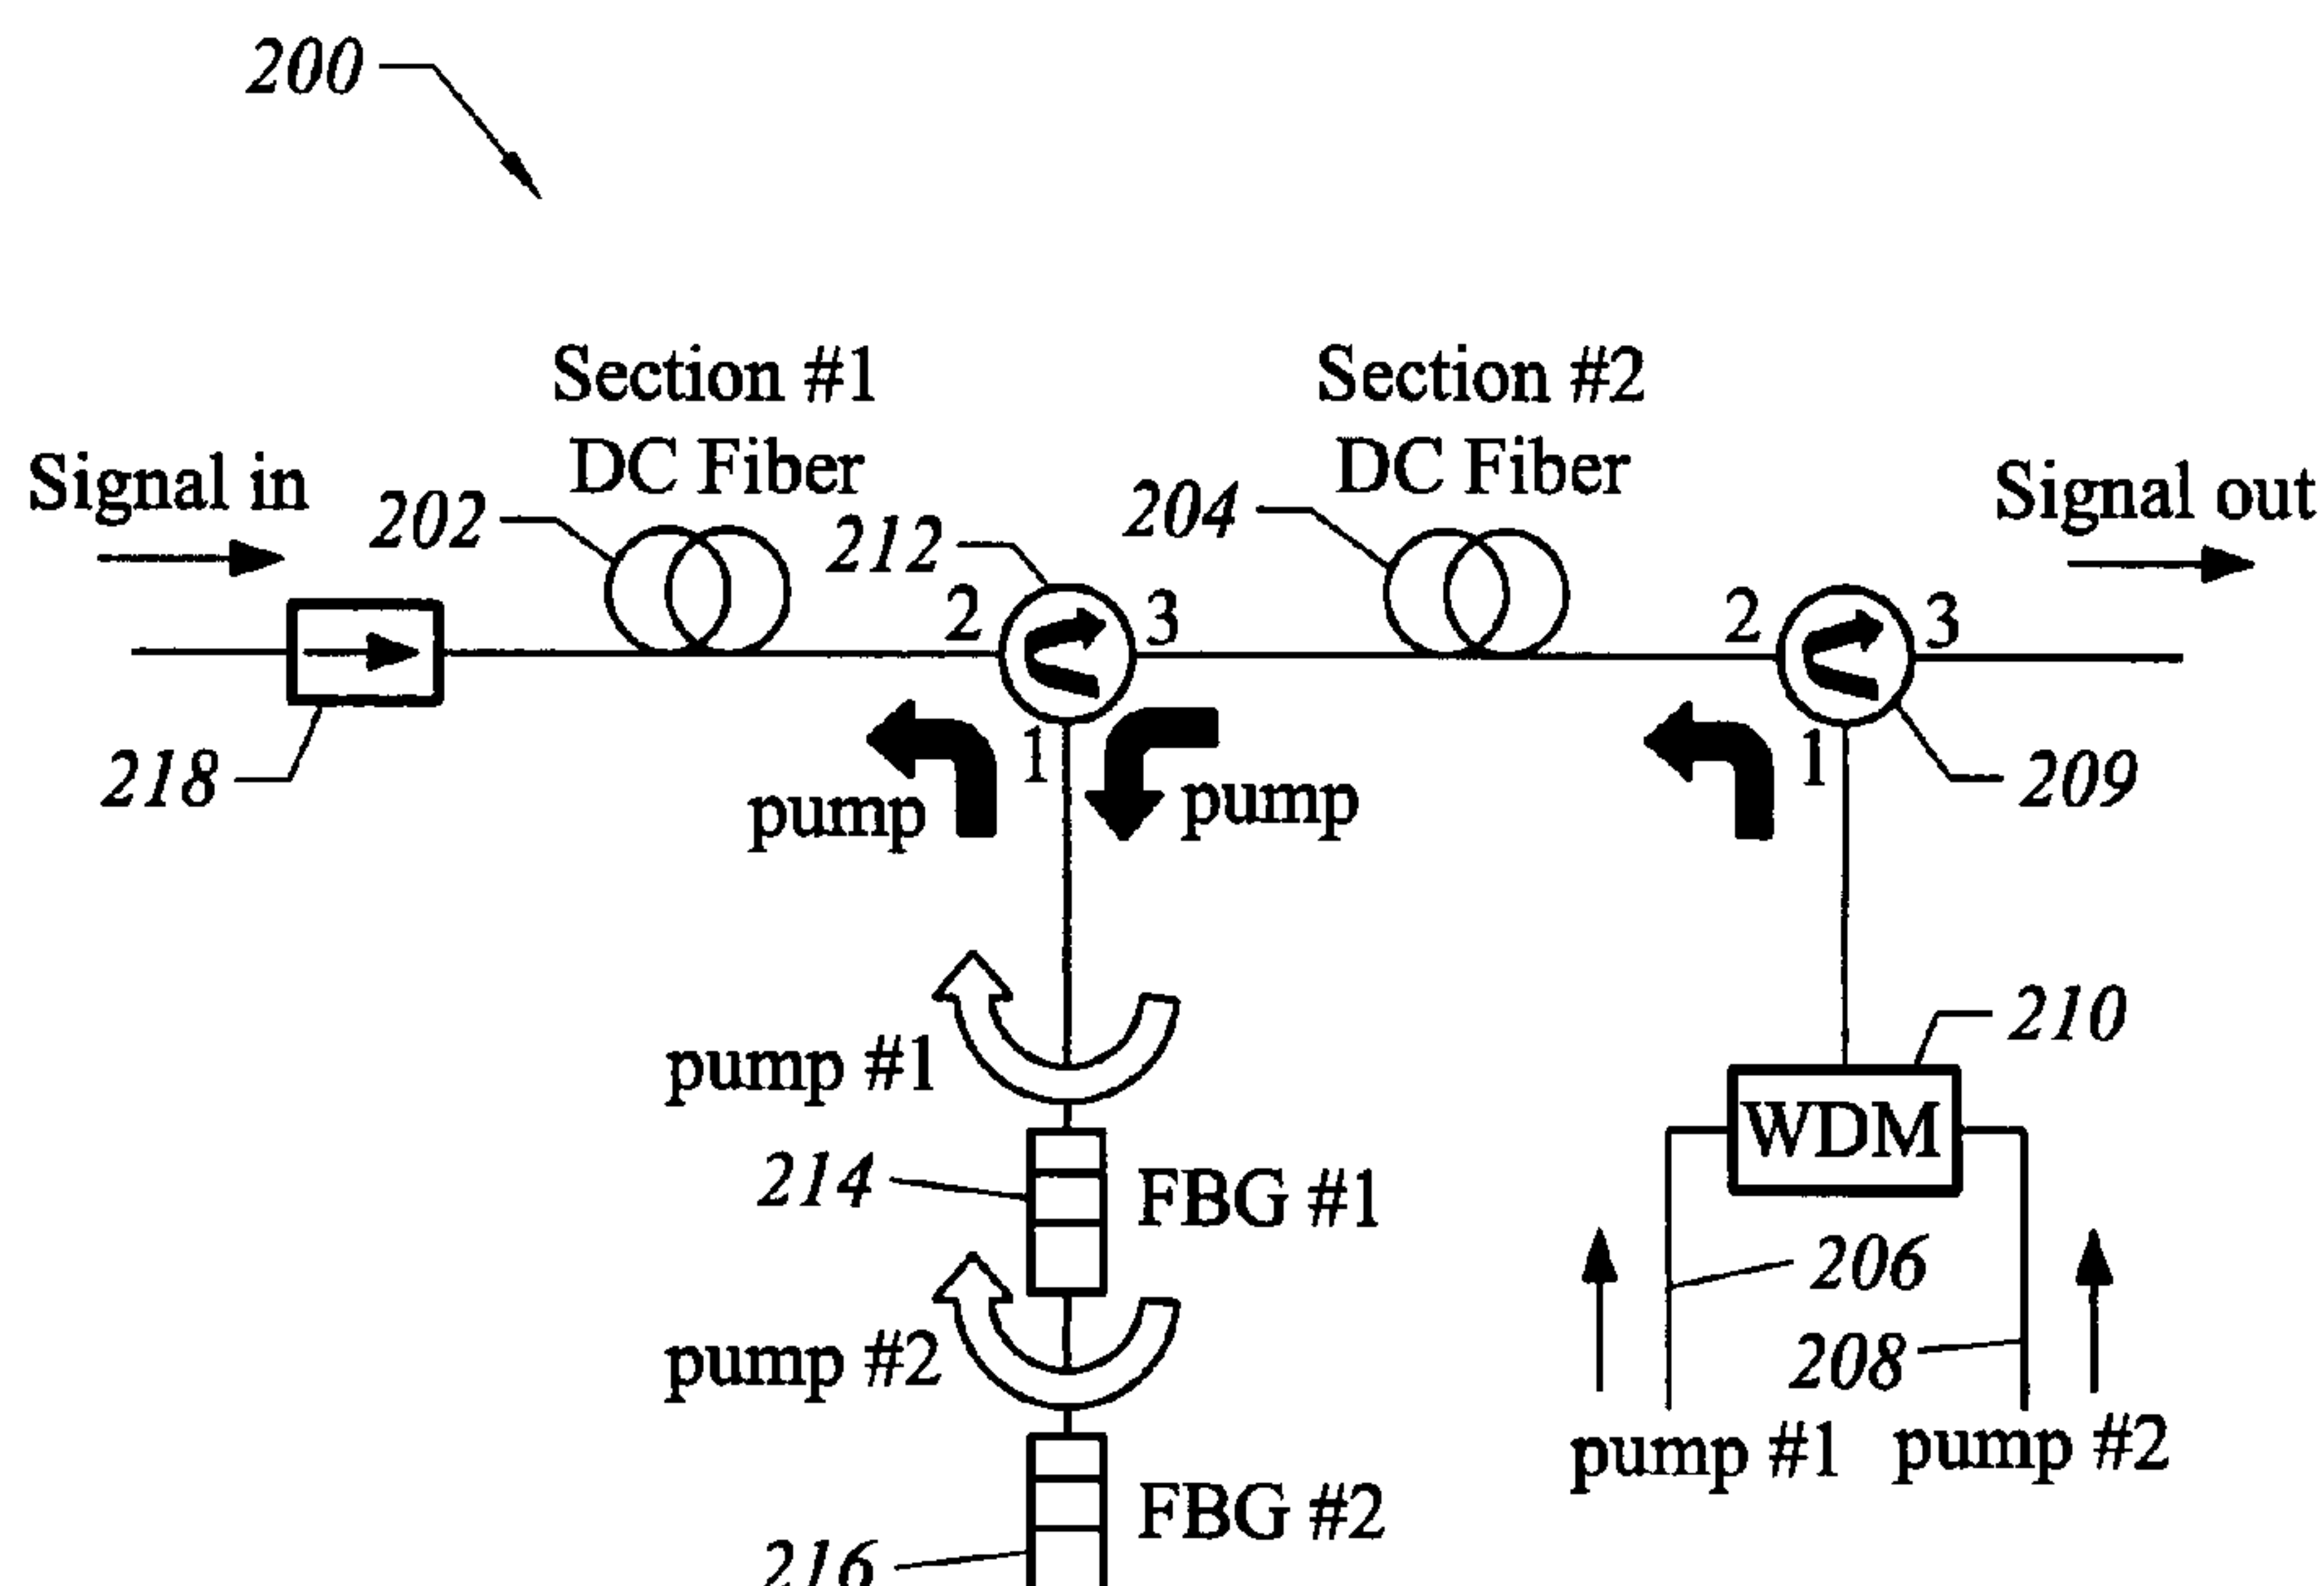 200
Section #1
DC Fiber
Section #2
DC Fiber
Signal in
202
212
204
Signal out
2
3
2
3
218
1
pump
pump
1
209
pump #1
210
WDM
214
FBG #1
206
pump #2
208
pump #1
pump #2
FBG #2
216